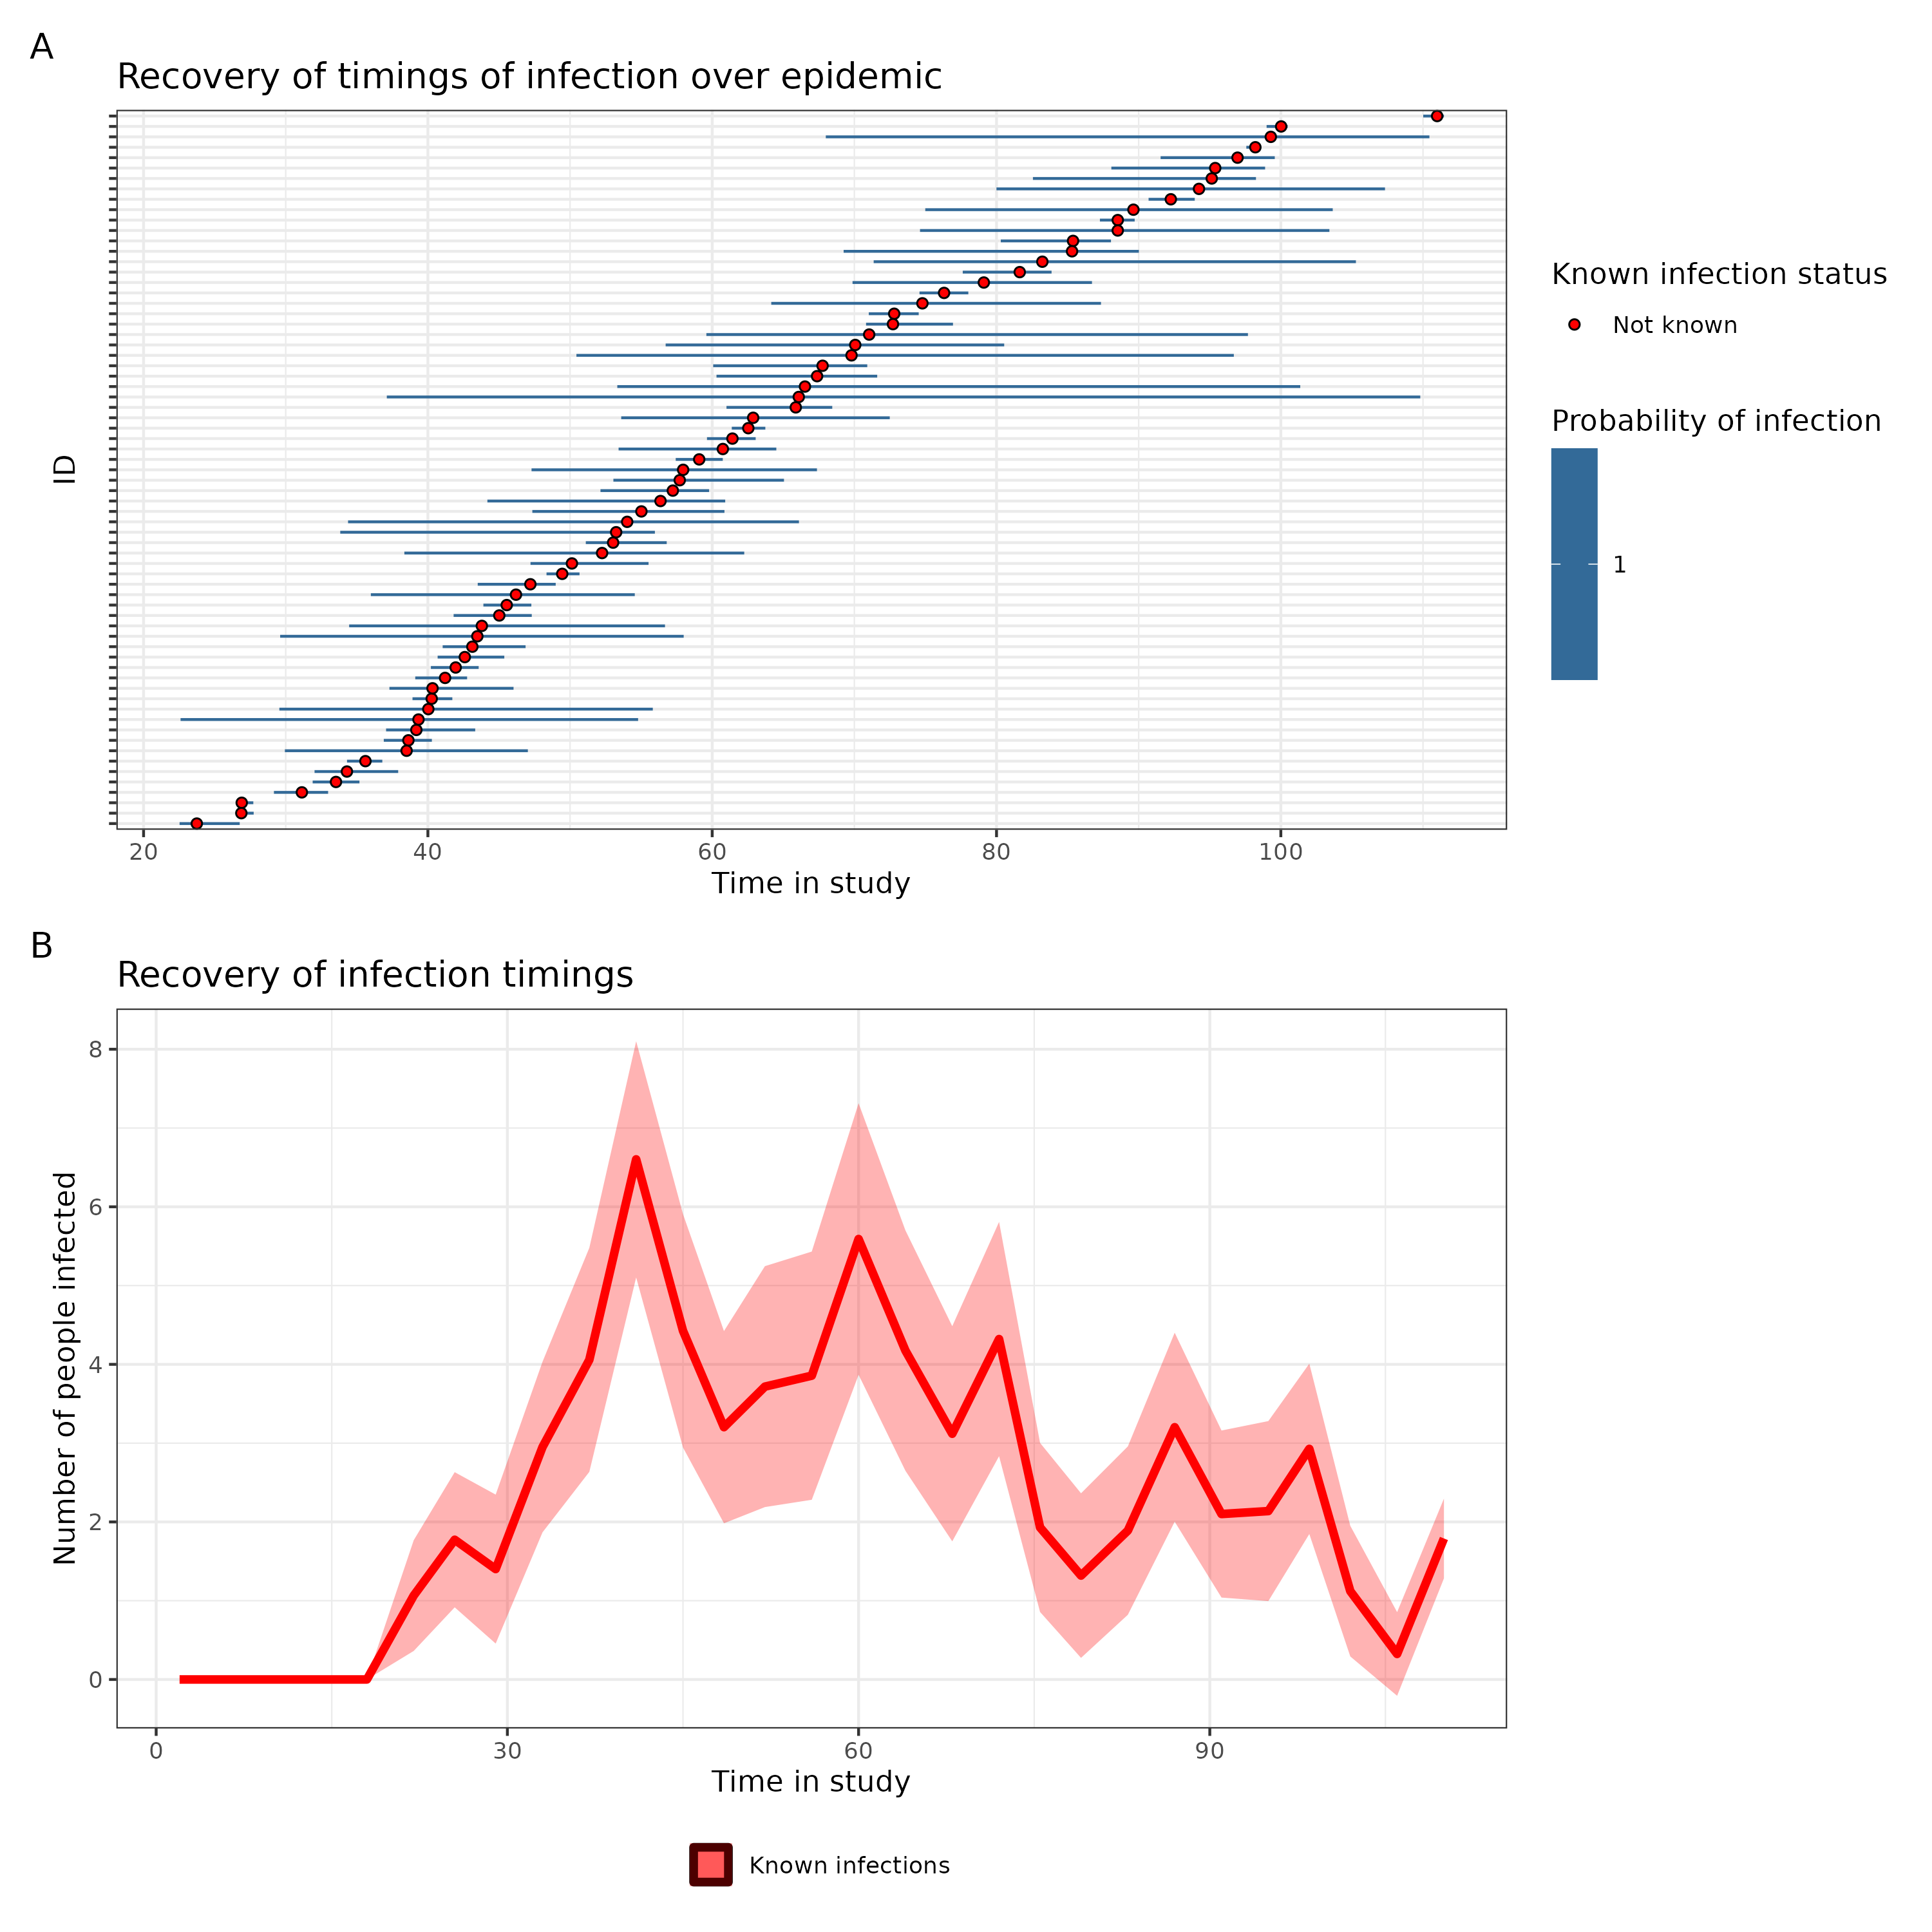 A
Recovery of timings of infection over epidemic
ID
20 40 60 80 100
Time in study
Known infection status
Not known
Probability of infection
1
B
Recovery of infection timings
Number of people infected
8
6
4
2
0
0 30 60 90
Time in study
Known infections